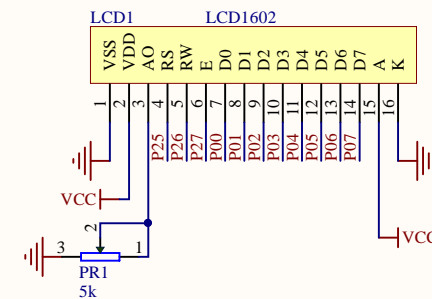 LCD1 LCD1602
VSS VDD AO RS RW E D0 D1 D2 D3 D4 D5 D6 D7 A K
1 2 3 4 5 6 7 8 9 10 11 12 13 14 15 16
P25 P26 P27 P00 P01 P02 P03 P04 P05 P06 P07
VCC
VCC
2
3 1
PR1
5k